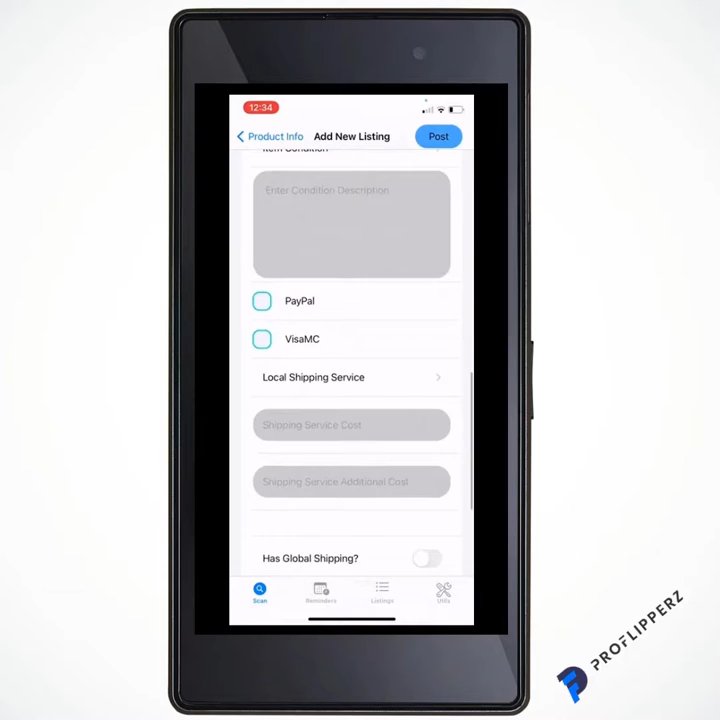 12:34
Product Info
Add New Listing
Post
Item Condition
Enter Condition Description
PayPal
VisaMC
Local Shipping Service
Shipping Service Cost
Shipping Service Additional Cost
Has Global Shipping?
Scan
Reminders
Listings
Utils
PROFLIPPERZ